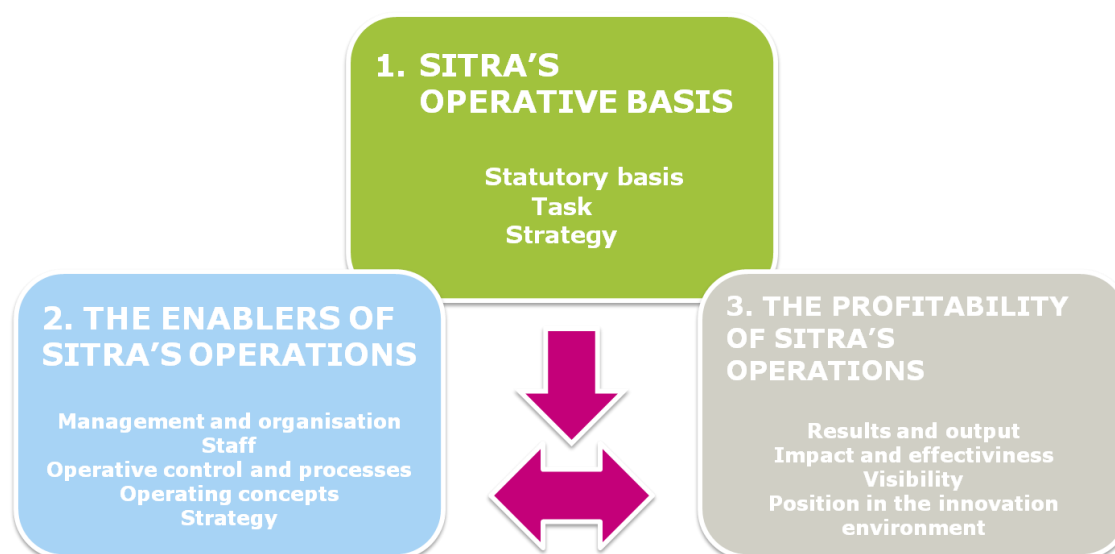 1. SITRA'S
OPERATIVE BASIS
Statutory basis
Task
Strategy
2. THE ENABLERS OF
SITRA'S OPERATIONS
Management and organisation
Staff
Operative control and processes
Operating concepts
Strategy
3. THE PROFITABILITY
OF SITRA'S
OPERATIONS
Results and output
Impact and effectiviness
Visibility
Position in the innovation
environment